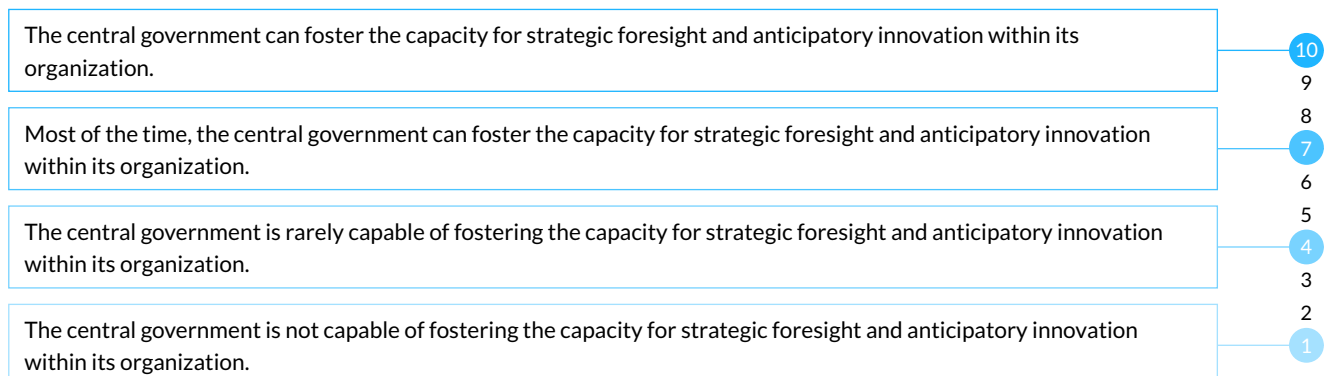 The central government can foster the capacity for strategic foresight and anticipatory innovation within its
organization.
10
9
8
Most of the time, the central government can foster the capacity for strategic foresight and anticipatory innovation
within its organization.
7
6
5
The central government is rarely capable of fostering the capacity for strategic foresight and anticipatory innovation
within its organization.
4
3
2
The central government is not capable of fostering the capacity for strategic foresight and anticipatory innovation
within its organization.
1